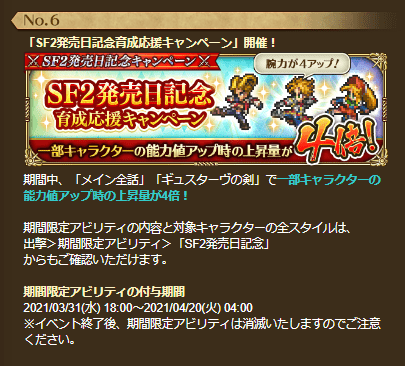 No.6
「SF2発売日記念育成応援キャンペーン」開催！
SF2発売日記念育成応援キャンペーン
腕力が4アップ！
SF2発売日記念
育成応援キャンペーン
一部キャラクターの能力値アップ時の上昇量が4倍！
期間中、「メイン全話」「ギュスターヴの剣」で一部キャラクターの
能力値アップ時の上昇量が4倍！
期間限定アビリティの内容と対象キャラクターの全スタイルは、
出撃＞期間限定アビリティ＞「SF2発売日記念」
からもご確認いただけます。
期間限定アビリティの付与期間
2021/03/31(水) 18:00～2021/04/20(火) 04:00
※イベント終了後、期間限定アビリティは消滅いたしますのでご注意
ください。